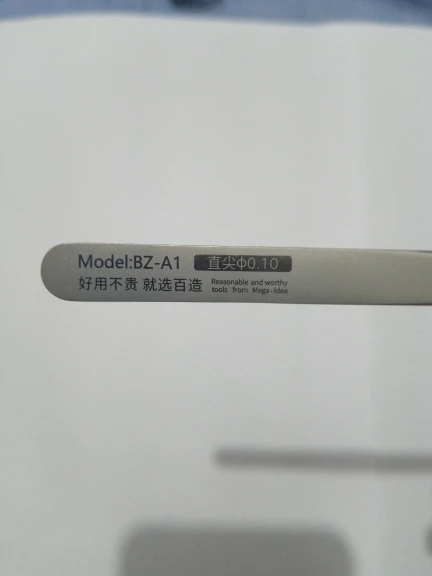 Model:BZ-A1 直尖Φ0.10
好用不贵 就选百造
Reasonable and worthy
tools from Mega-Idea